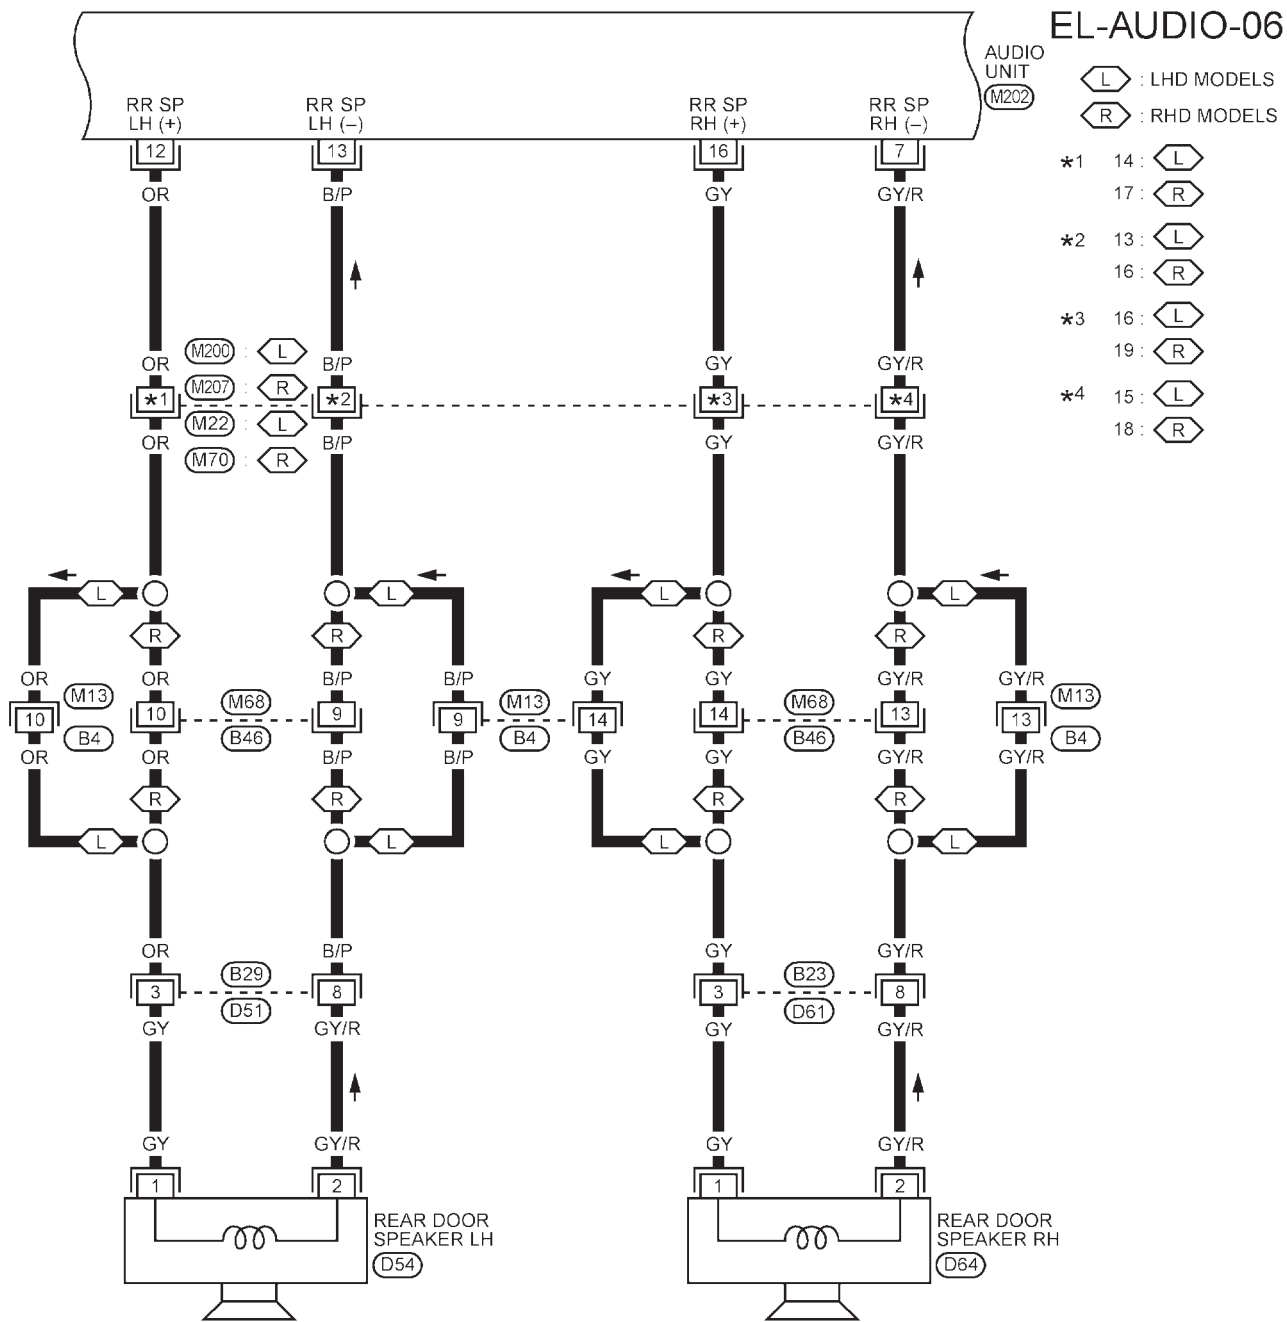 EL-AUDIO-06
AUDIO
UNIT
M202
L : LHD MODELS
R : RHD MODELS
RR SP
LH (+)
RR SP
LH (–)
RR SP
RH (+)
RR SP
RH (–)
12 13 16 7
OR B/P GY GY/R
*1 14 : L
17 : R
*2 13 : L
16 : R
*3 16 : L
19 : R
*4 15 : L
18 : R
M200 : L
OR B/P GY GY/R
M207 : R
*1 *2 *3 *4
M22 : L
OR B/P GY GY/R
M70 : R
L L L L
R R R R
OR OR B/P B/P GY GY GY/R GY/R
M13 M68 M13 M68 M13
10 10 9 9 14 14 13 13
B4 B46 B4 B46 B4
OR OR B/P B/P GY GY GY/R GY/R
R R R R
L L L L
OR B/P GY GY/R
B29 B23
3 8 3 8
D51 D61
GY GY/R GY GY/R
GY GY/R GY GY/R
1 2 1 2
REAR DOOR
SPEAKER LH
D54
REAR DOOR
SPEAKER RH
D64